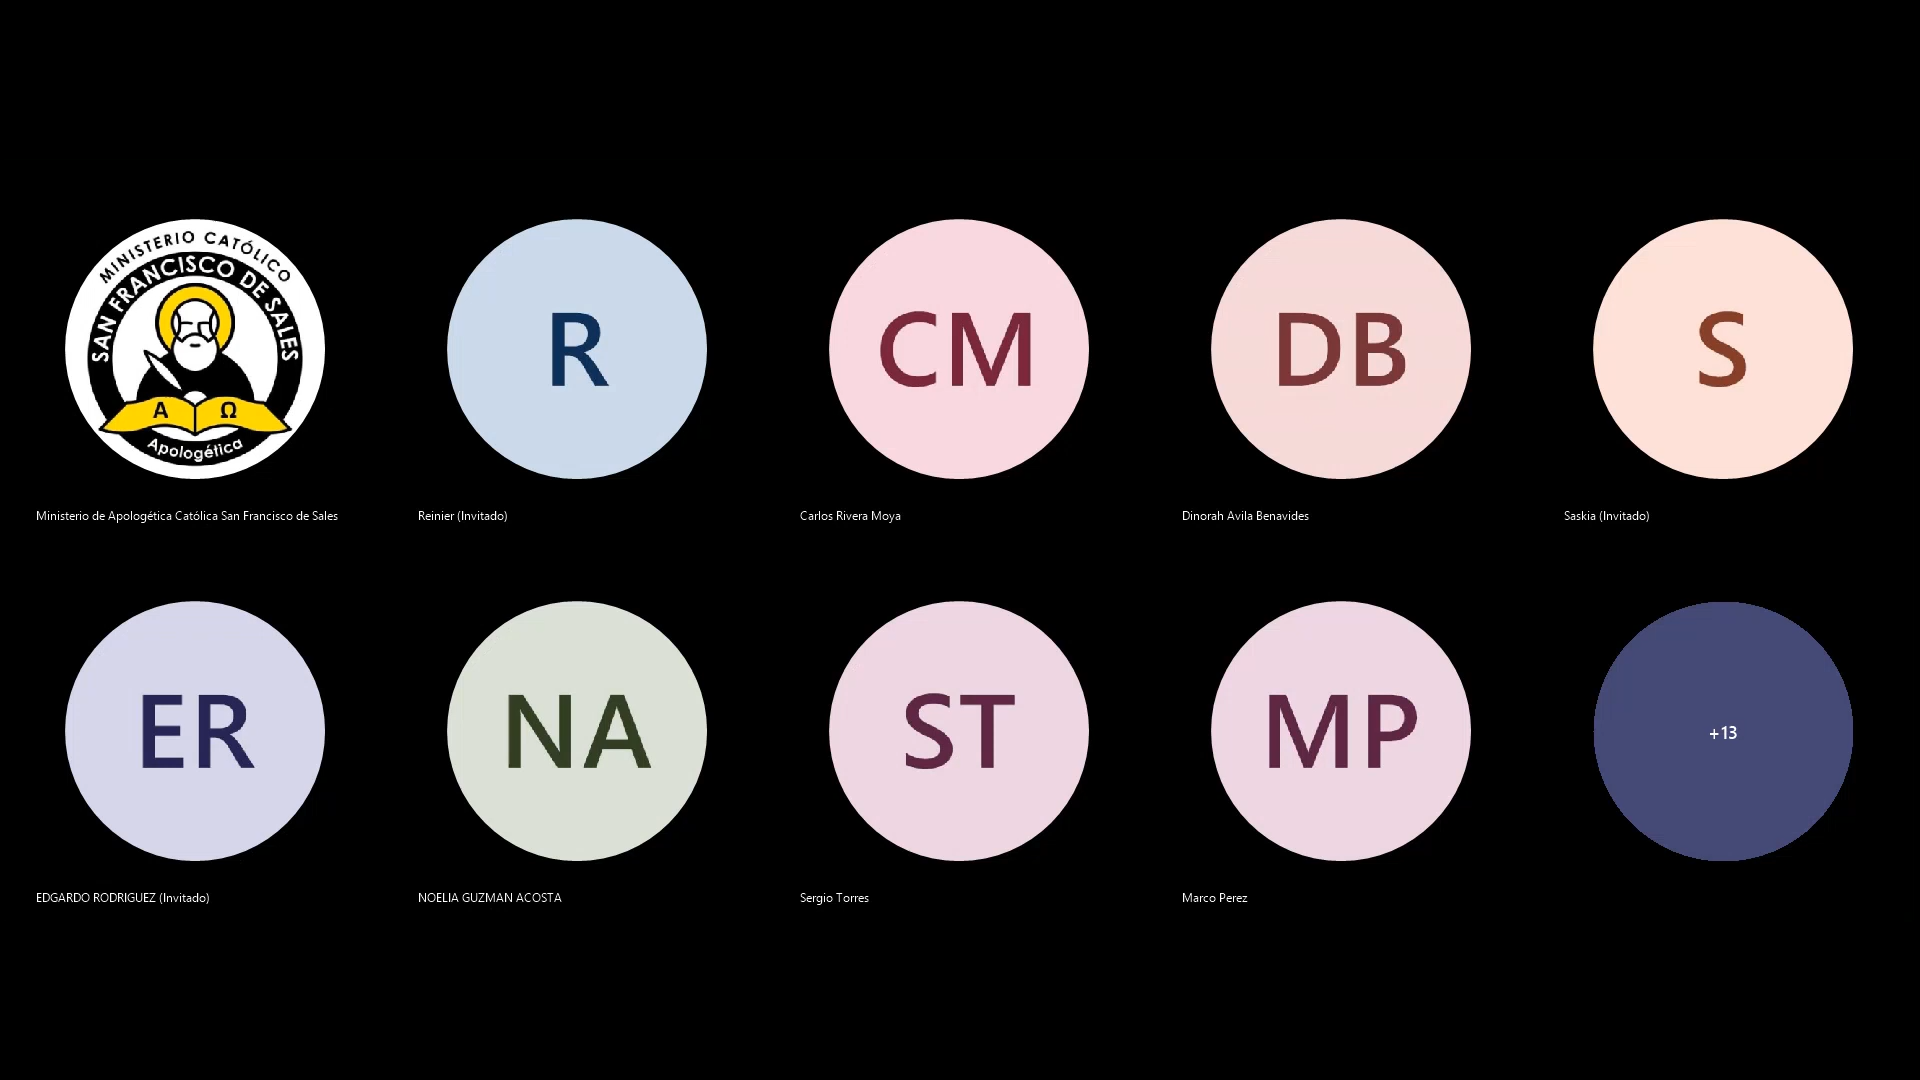 MINISTERIO CATÓLICO
SAN FRANCISCO DE SALES
Α Ω
Apologética
R
CM
DB
S
Ministerio de Apologética Católica San Francisco de Sales
Reinier (Invitado)
Carlos Rivera Moya
Dinorah Avila Benavides
Saskia (Invitado)
ER
NA
ST
MP
+13
EDGARDO RODRIGUEZ (Invitado)
NOELIA GUZMAN ACOSTA
Sergio Torres
Marco Perez